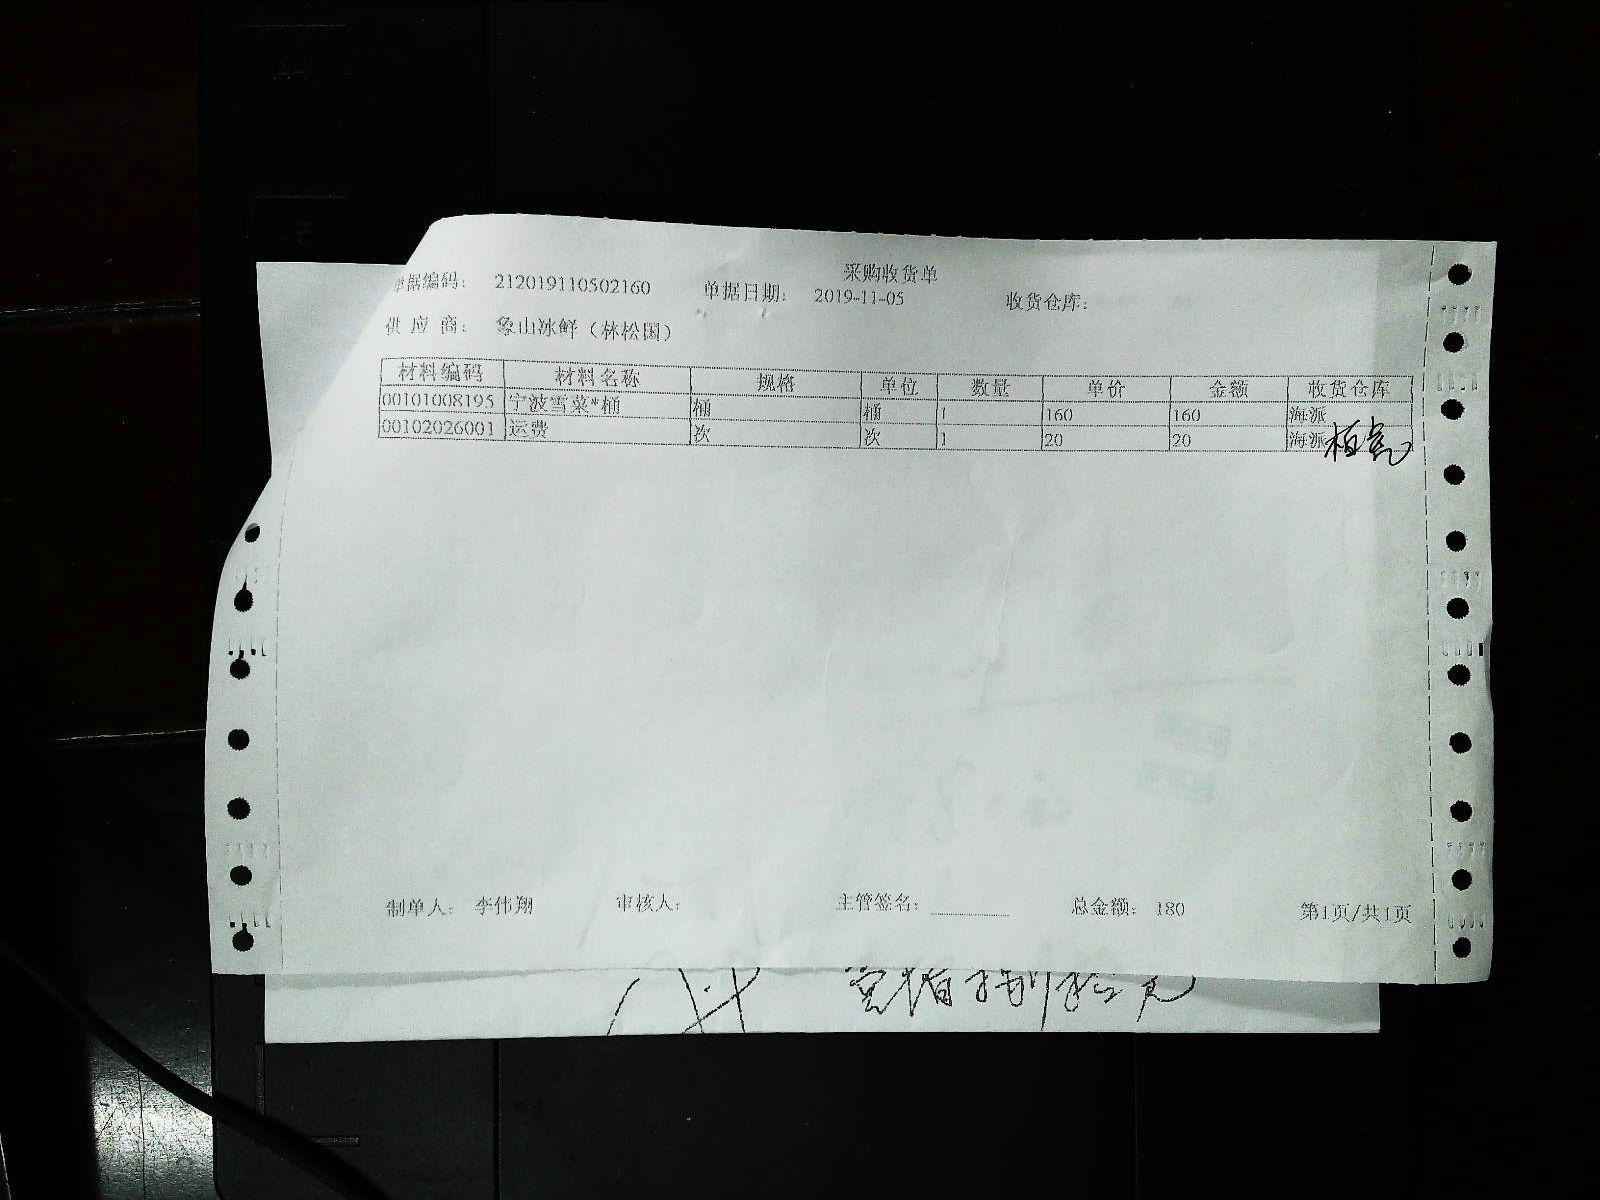 采购收货单
单据编码： 212019110502160 单据日期： 2019-11-05 收货仓库：
供 应 商： 象山冰鲜（林松国）
材料编码 材料名称 规格 单位 数量 单价 金额 收货仓库
00101008195 宁波雪菜*桶 桶 桶 1 160 160 海派
00102026001 运费 次 次 1 20 20 海派
制单人： 李伟翔 审核人： 主管签名： 总金额： 180 第1页/共1页